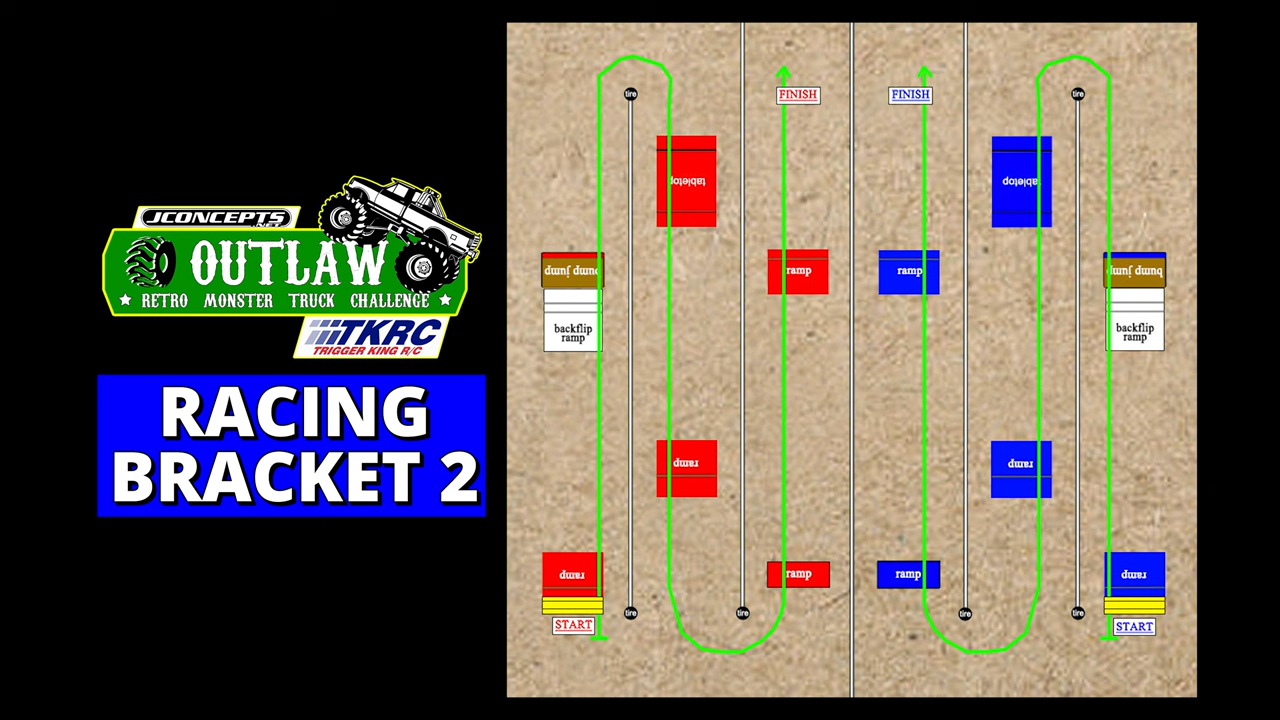 JCONCEPTS
.NET
OUTLAW
RETRO MONSTER TRUCK CHALLENGE
TKRC
TRIGGER KING R/C
RACING
BRACKET 2
tire
FINISH
FINISH
tire
tabletop
tabletop
bump jump
ramp
ramp
bump jump
backflip
ramp
backflip
ramp
ramp
ramp
ramp
ramp
ramp
ramp
START
tire
tire
tire
tire
START